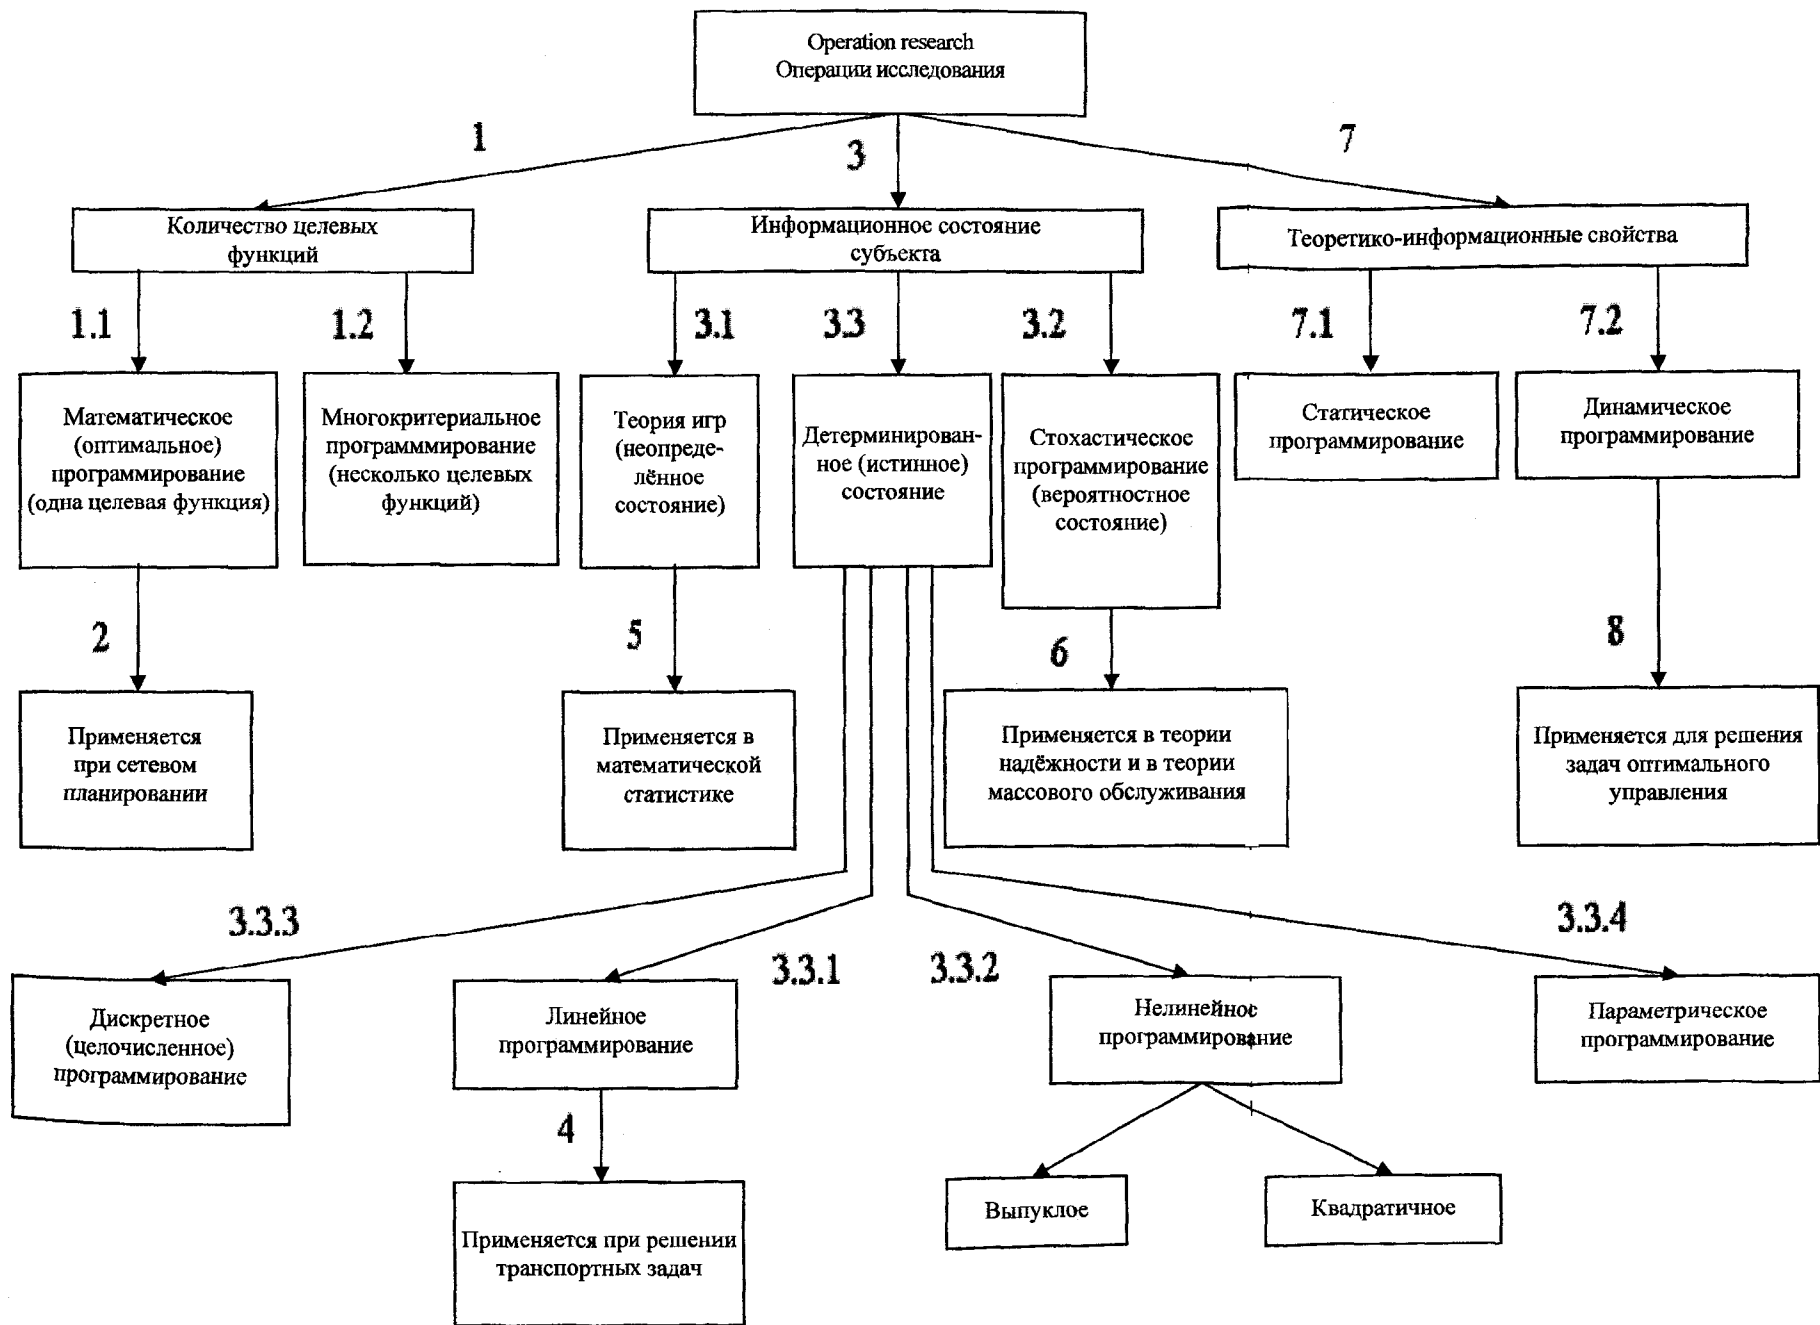 Operation research
Операции исследования
1
3
7
Количество целевых
функций
Информационное состояние
субъекта
Теоретико-информационные свойства
1.1
1.2
3.1
3.3
3.2
7.1
7.2
Математическое
(оптимальное)
программирование
(одна целевая функция)
Многокритериальное
программмирование
(несколько целевых
функций)
Теория игр
(неопреде-
лённое
состояние)
Детерминирован-
ное (истинное)
состояние
Стохастическое
программирование
(вероятностное
состояние)
Статическое
программирование
Динамическое
программирование
2
5
6
8
Применяется
при сетевом
планировании
Применяется в
математической
статистике
Применяется в теории
надёжности и в теории
массового обслуживания
Применяется для решения
задач оптимального
управления
3.3.3
3.3.1
3.3.2
3.3.4
Дискретное
(целочисленное)
программирование
Линейное
программирование
Нелинейное
программирование
Параметрическое
программирование
4
Применяется при решении
транспортных задач
Выпуклое
Квадратичное